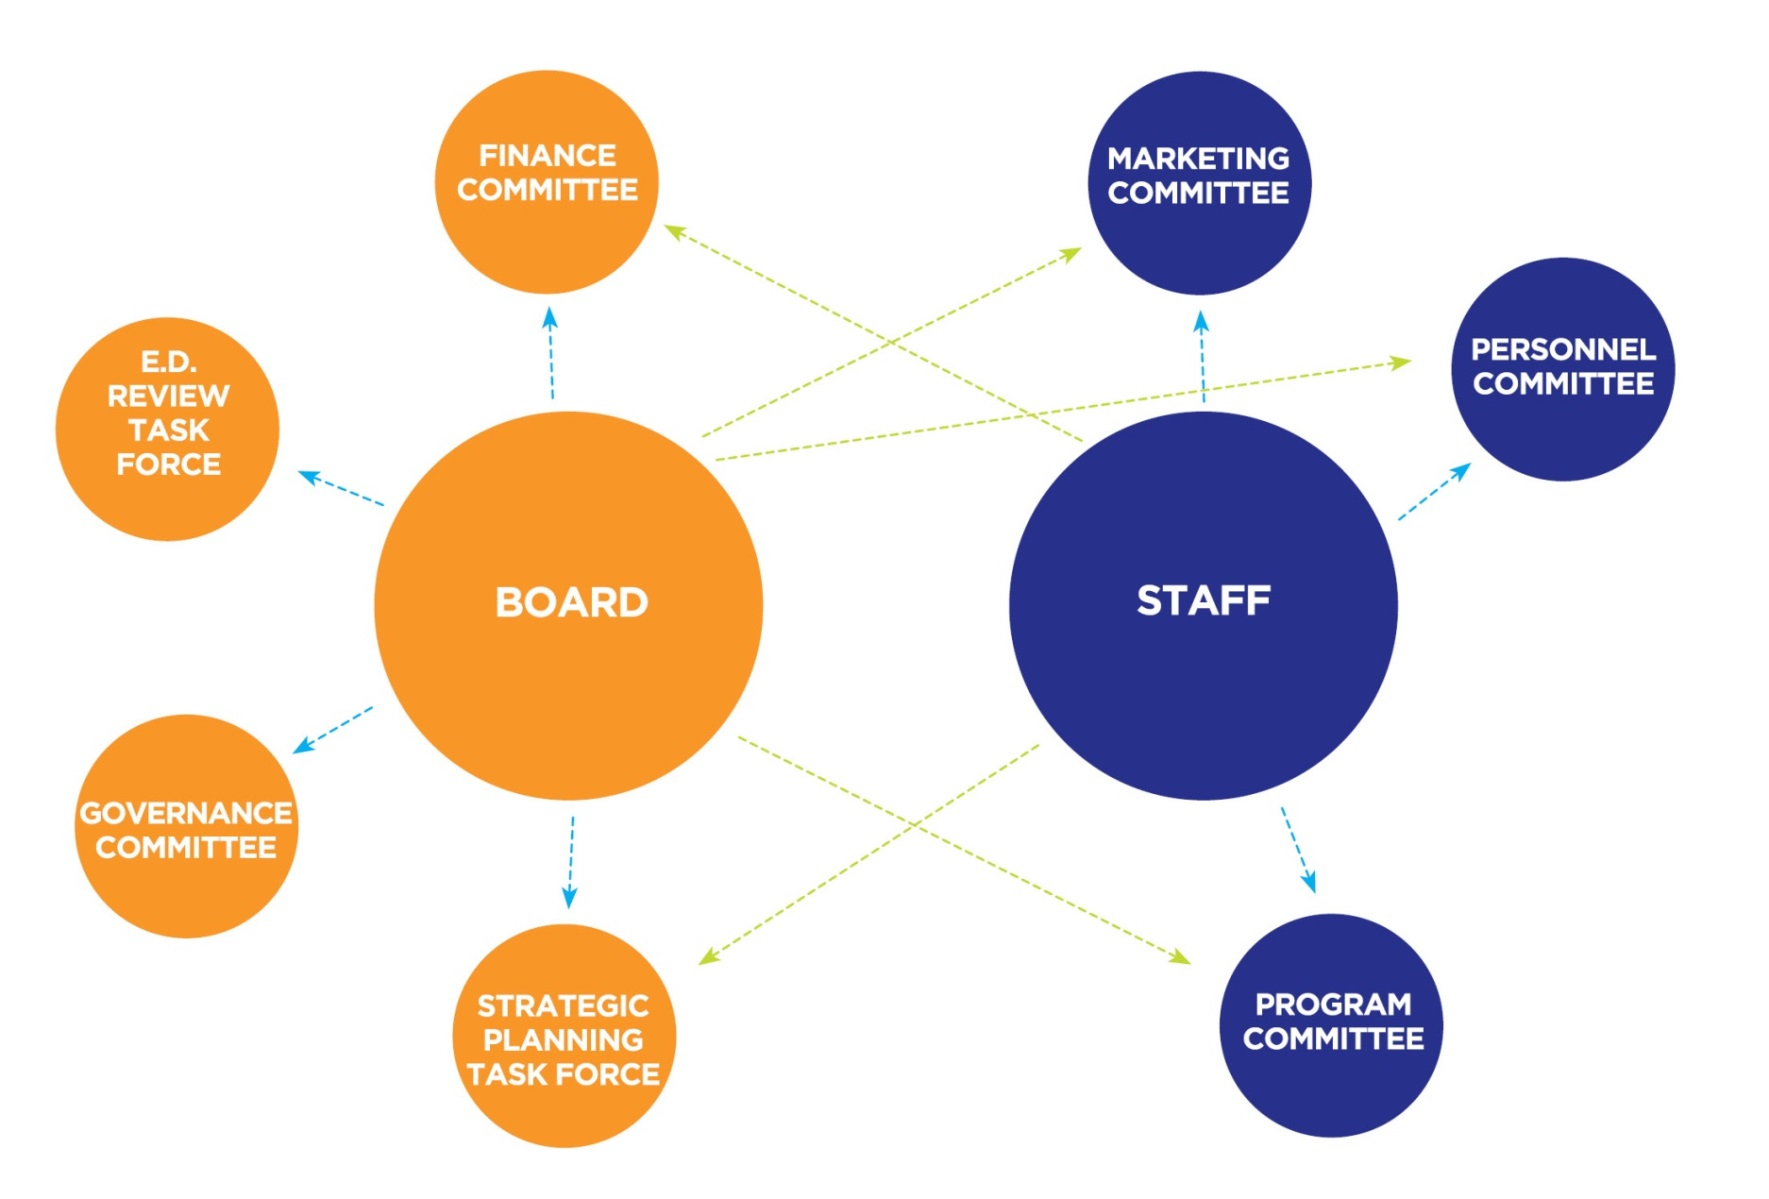 FINANCE
COMMITTEE
MARKETING
COMMITTEE
PERSONNEL
COMMITTEE
E.D.
REVIEW
TASK
FORCE
BOARD
STAFF
GOVERNANCE
COMMITTEE
STRATEGIC
PLANNING
TASK FORCE
PROGRAM
COMMITTEE